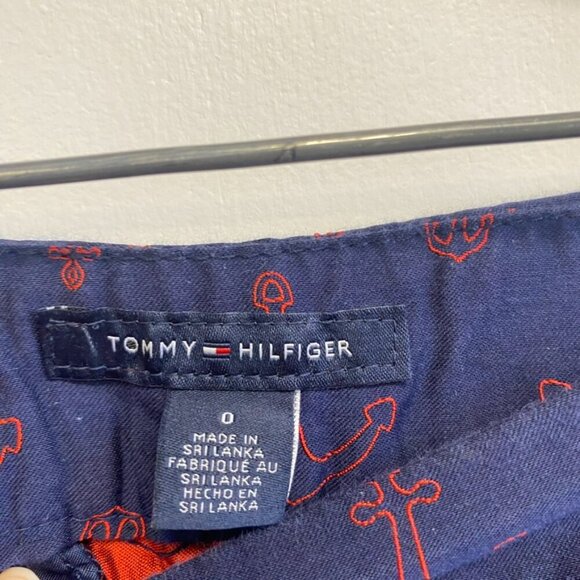 TOMMY HILFIGER
0
MADE IN
SRI LANKA
FABRIQUÉ AU
SRI LANKA
HECHO EN
SRI LANKA